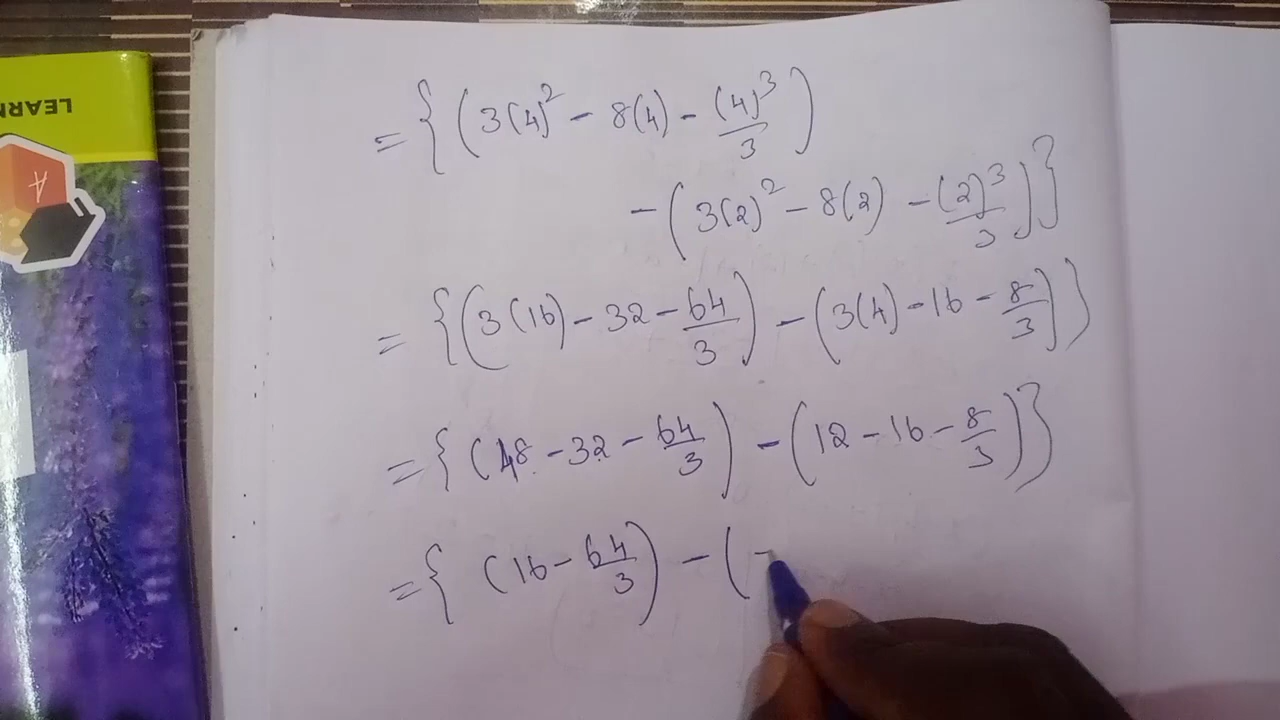 LEARN
A
= { ( 3(4)² - 8(4) - (4)³/3 )
- ( 3(2)² - 8(2) - (2)³/3 ) }
= { ( 3(16) - 32 - 64/3 ) - ( 3(4) - 16 - 8/3 ) }
= { ( 48 - 32 - 64/3 ) - ( 12 - 16 - 8/3 ) }
= { ( 16 - 64/3 ) - ( -